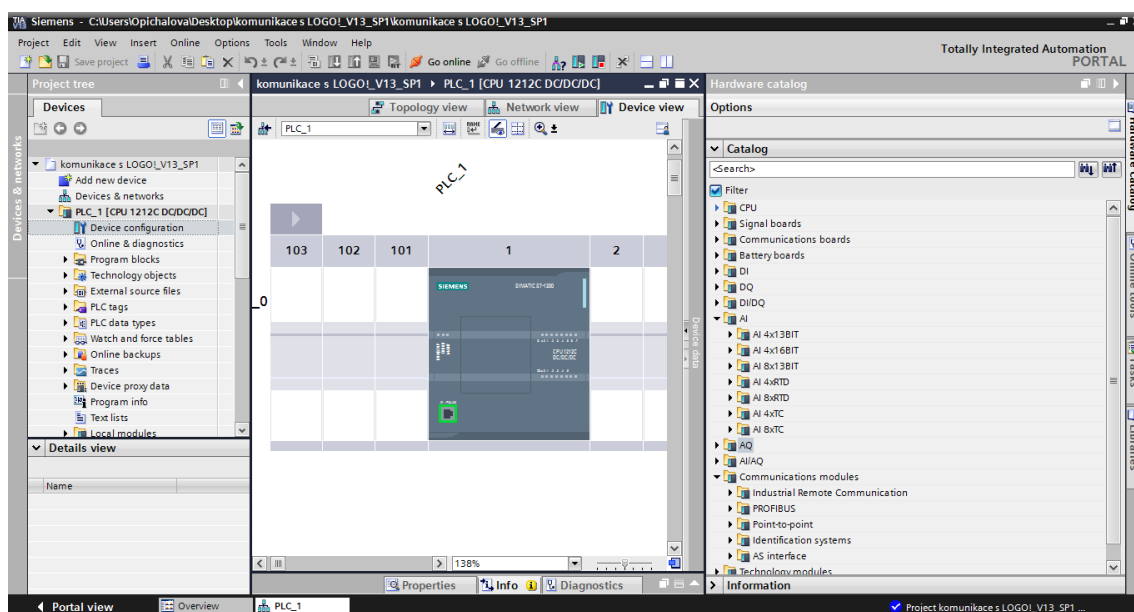 Siemens - C:\Users\Opichalova\Desktop\komunikace s LOGO!_V13_SP1\komunikace s LOGO!_V13_SP1
Project Edit View Insert Online Options Tools Window Help
Totally Integrated Automation
PORTAL
Save project
Go online
Go offline
Project tree
Devices
Devices & networks
komunikace s LOGO!_V13_SP1
Add new device
Devices & networks
PLC_1 [CPU 1212C DC/DC/DC]
Device configuration
Online & diagnostics
Program blocks
Technology objects
External source files
PLC tags
PLC data types
Watch and force tables
Online backups
Traces
Device proxy data
Program info
Text lists
Local modules
Details view
Name
komunikace s LOGO!_V13_SP1 PLC_1 [CPU 1212C DC/DC/DC]
Topology view
Network view
Device view
PLC_1
PLC_1
103 102 101 1 2
_0
SIEMENS SIMATIC S7-1200
CPU 1212C
DC/DC/DC
Device data
138%
Properties
Info
Diagnostics
Hardware catalog
Options
Catalog
<Search>
Filter
CPU
Signal boards
Communications boards
Battery boards
DI
DQ
DI/DQ
AI
AI 4x13BIT
AI 4x16BIT
AI 8x13BIT
AI 4xRTD
AI 8xRTD
AI 4xTC
AI 8xTC
AQ
AI/AQ
Communications modules
Industrial Remote Communication
PROFIBUS
Point-to-point
Identification systems
AS interface
Technology modules
Information
Hardware catalog
Online tools
Tasks
Libraries
Portal view
Overview
PLC_1
Project komunikace s LOGO!_V13_SP1 ...